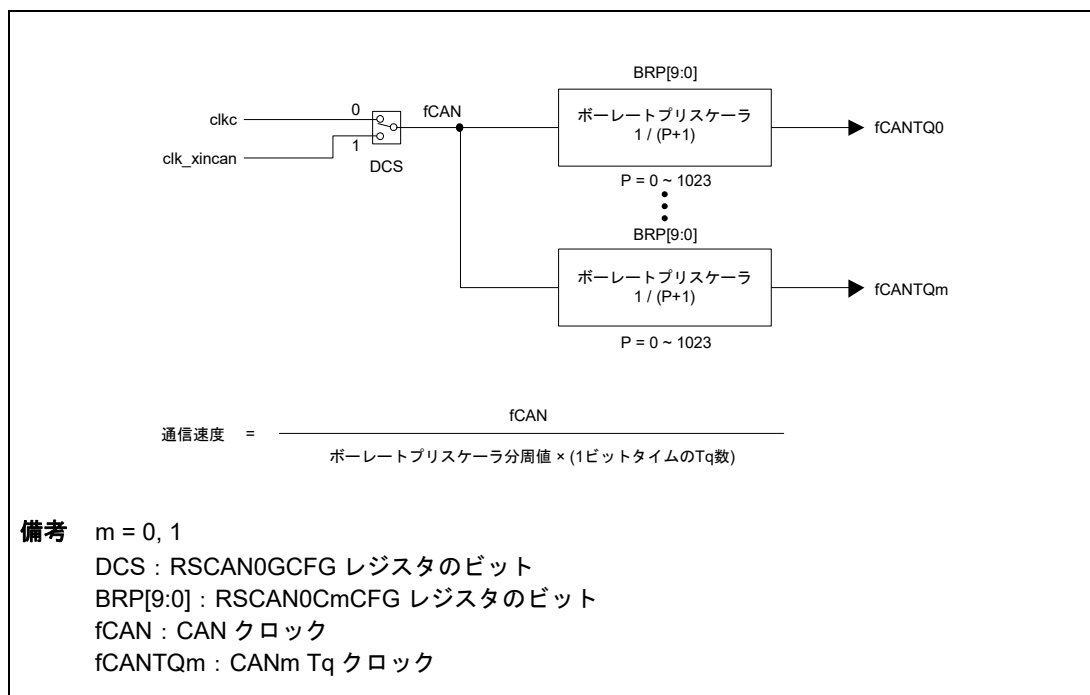 BRP[9:0]
clkc
0
fCAN
ボーレートプリスケーラ
1 / (P+1)
fCANTQ0
1
clk_xincan
DCS
P = 0 ~ 1023
BRP[9:0]
ボーレートプリスケーラ
1 / (P+1)
fCANTQm
P = 0 ~ 1023
通信速度 =
fCAN
ボーレートプリスケーラ分周値 × (1ビットタイムのTq数)
備考 m = 0, 1
DCS：RSCAN0GCFG レジスタのビット
BRP[9:0]：RSCAN0CmCFG レジスタのビット
fCAN：CAN クロック
fCANTQm：CANm Tq クロック